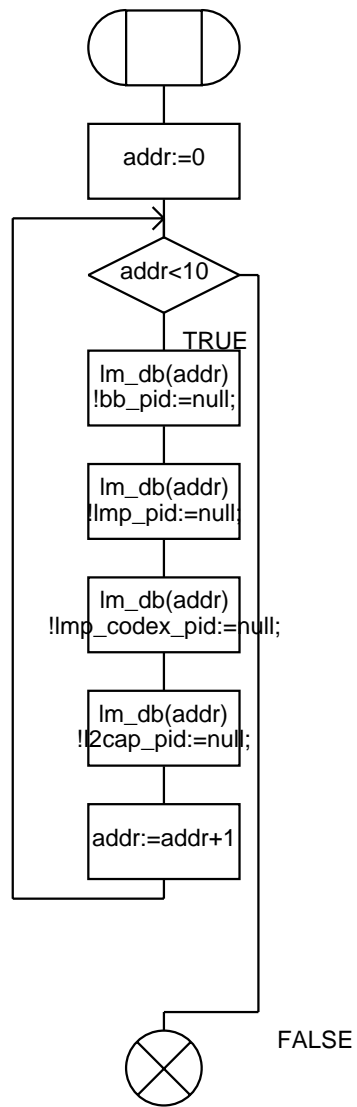 addr:=0
addr<10
TRUE
lm_db(addr)
!bb_pid:=null;
lm_db(addr)
!lmp_pid:=null;
lm_db(addr)
!lmp_codex_pid:=null;
lm_db(addr)
!l2cap_pid:=null;
addr:=addr+1
FALSE